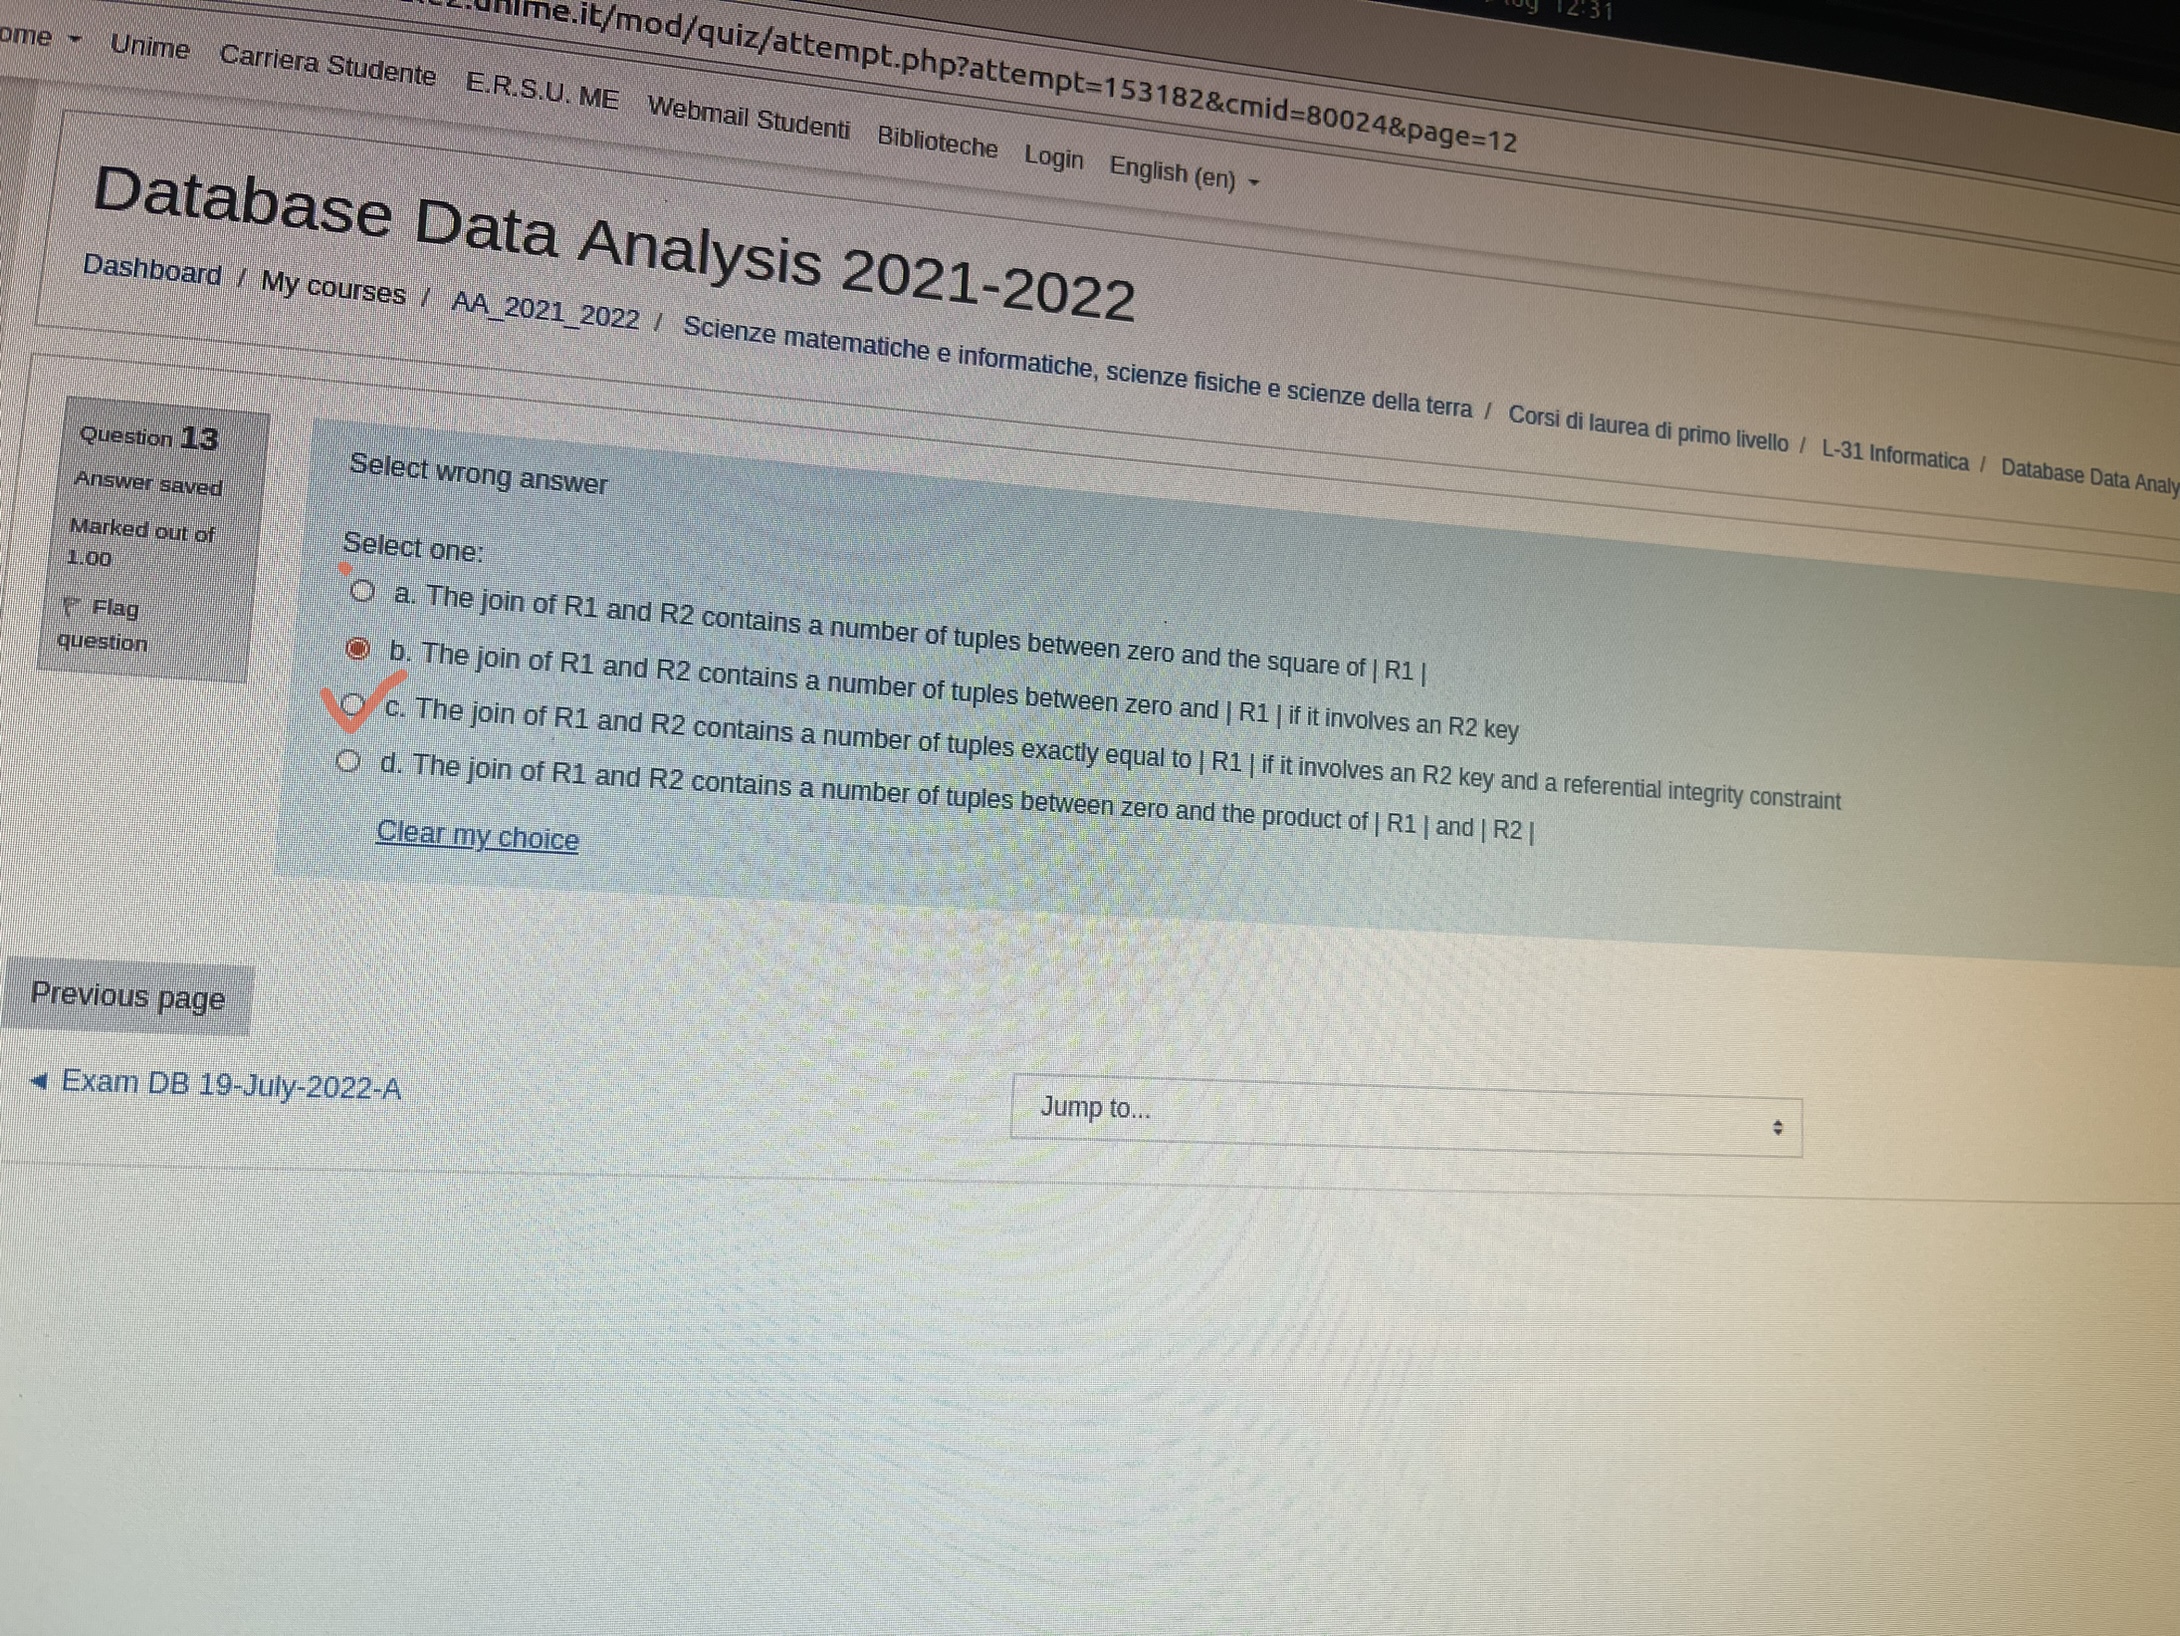 .unime.it/mod/quiz/attempt.php?attempt=153182&cmid=80024&page=12
12:31
ome Unime Carriera Studente E.R.S.U. ME Webmail Studenti Biblioteche Login English (en)
Database Data Analysis 2021-2022
Dashboard / My courses / AA_2021_2022 / Scienze matematiche e informatiche, scienze fisiche e scienze della terra / Corsi di laurea di primo livello / L-31 Informatica / Database Data Analy
Question 13
Answer saved
Marked out of
1.00
Flag
question
Select wrong answer
Select one:
a. The join of R1 and R2 contains a number of tuples between zero and the square of | R1 |
b. The join of R1 and R2 contains a number of tuples between zero and | R1 | if it involves an R2 key
c. The join of R1 and R2 contains a number of tuples exactly equal to | R1 | if it involves an R2 key and a referential integrity constraint
d. The join of R1 and R2 contains a number of tuples between zero and the product of | R1 | and | R2 |
Clear my choice
Previous page
◄ Exam DB 19-July-2022-A
Jump to...